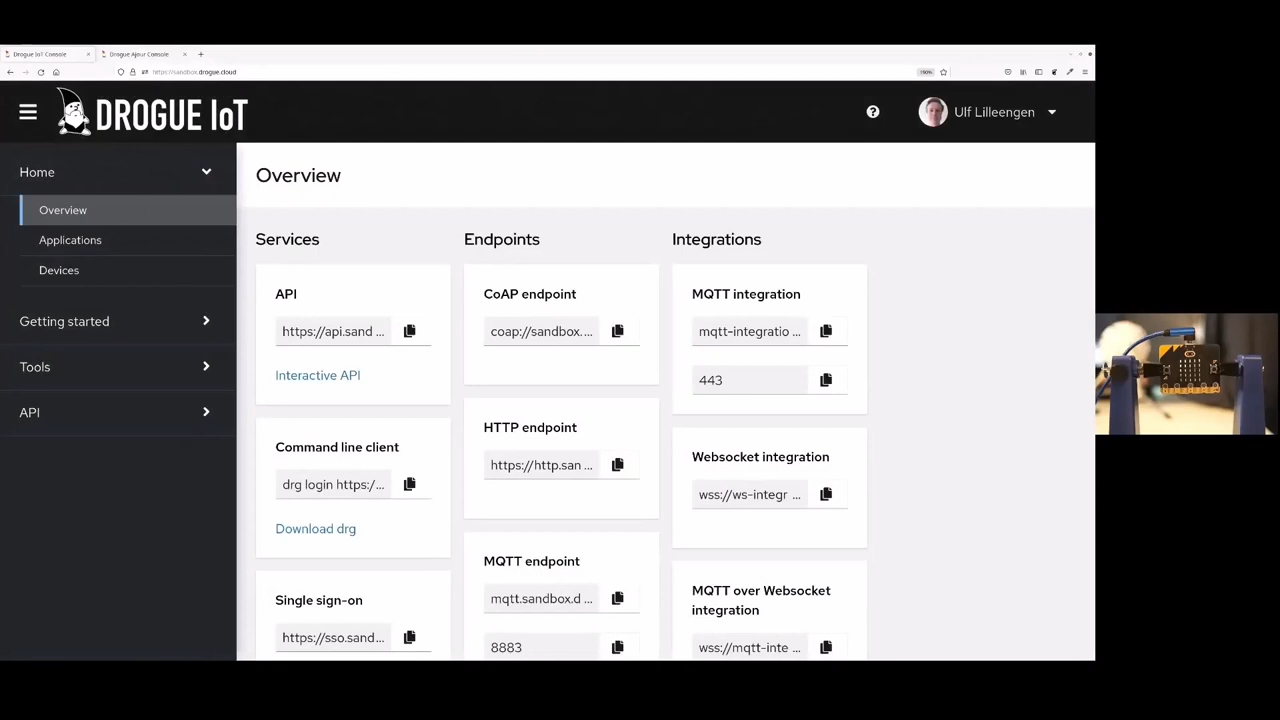 Drogue IoT Console
Drogue Ajour Console
https://sandbox.drogue.cloud
150%
DROGUE IoT
Ulf Lilleengen
Home
Overview
Applications
Devices
Getting started
Tools
API
Overview
Services
API
https://api.sand ...
Interactive API
Command line client
drg login https:/...
Download drg
Single sign-on
https://sso.sand...
Endpoints
CoAP endpoint
coap://sandbox....
HTTP endpoint
https://http.san ...
MQTT endpoint
mqtt.sandbox.d ...
8883
Integrations
MQTT integration
mqtt-integratio ...
443
Websocket integration
wss://ws-integr ...
MQTT over Websocket
integration
wss://mqtt-inte ...